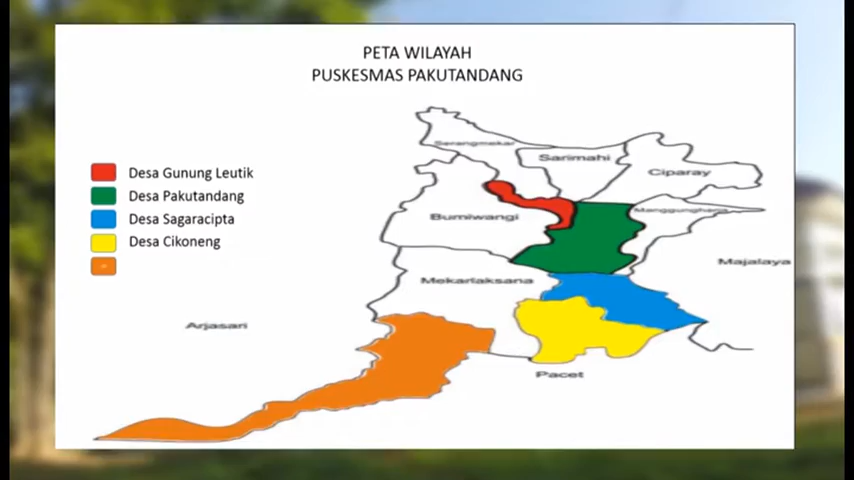 PETA WILAYAH
PUSKESMAS PAKUTANDANG
Desa Gunung Leutik
Desa Pakutandang
Desa Sagaracipta
Desa Cikoneng
Serangmekar
Sarimahi
Ciparay
Bumiwangi
Manggungharja
Majalaya
Mekarlaksana
Arjasari
Pacet